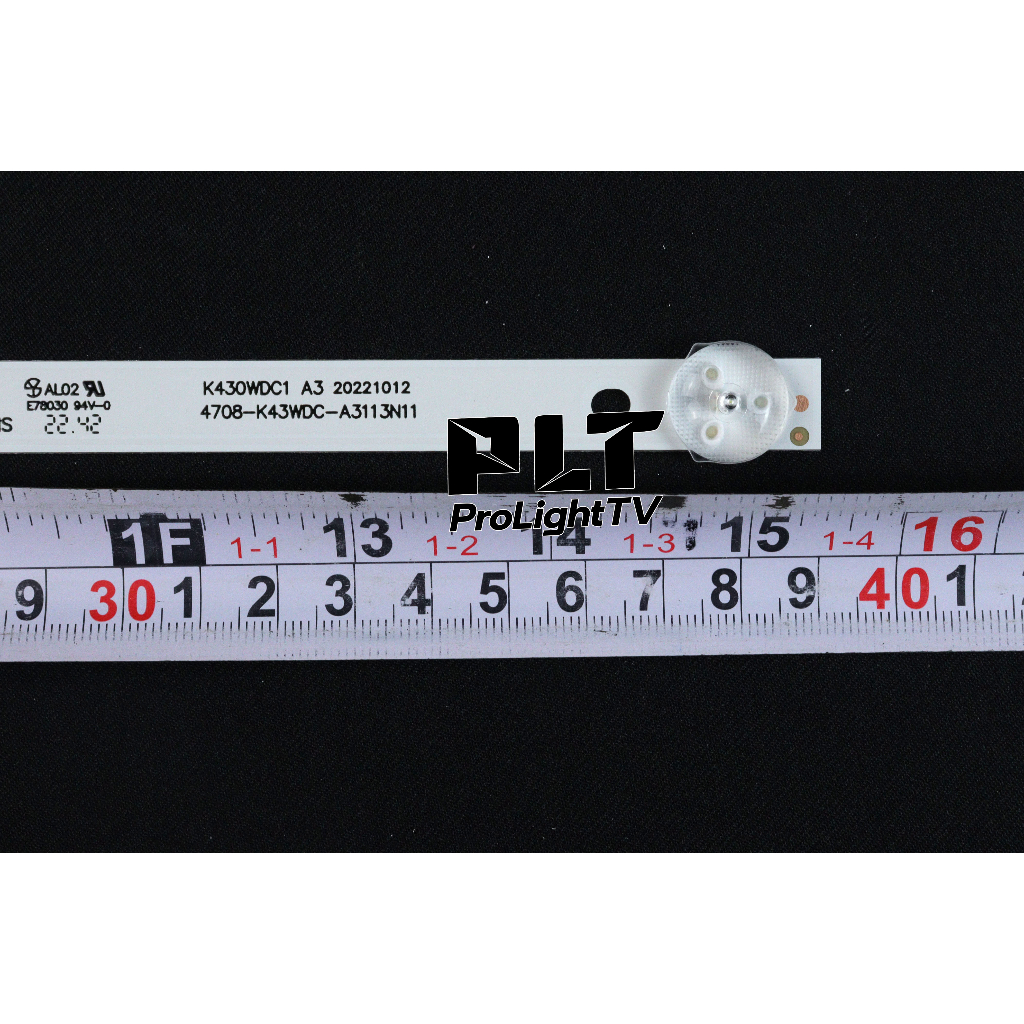 AL02
E78030 94V-0
22.42
K430WDC1 A3 20221012
4708-K43WDC-A3113N11
PLT
ProLightTV
1F 1-1 13 1-2 14 1-3 15 1-4 16
9 30 1 2 3 4 5 6 7 8 9 40 1